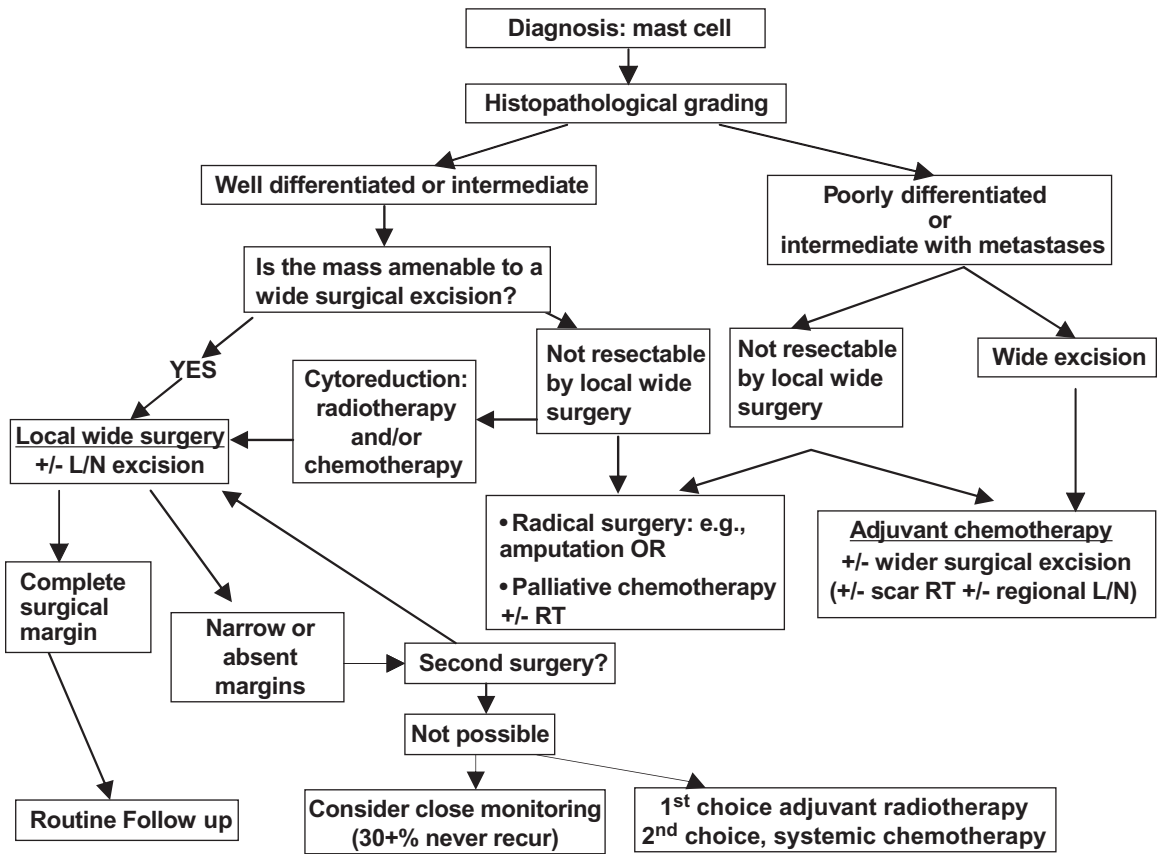 Diagnosis: mast cell
Histopathological grading
Well differentiated or intermediate
Poorly differentiated
or
intermediate with metastases
Is the mass amenable to a
wide surgical excision?
YES
Not resectable
by local wide
surgery
Not resectable
by local wide
surgery
Wide excision
Cytoreduction:
radiotherapy
and/or
chemotherapy
Local wide surgery
+/- L/N excision
• Radical surgery: e.g.,
amputation OR
• Palliative chemotherapy
+/- RT
Adjuvant chemotherapy
+/- wider surgical excision
(+/- scar RT +/- regional L/N)
Complete
surgical
margin
Narrow or
absent
margins
Second surgery?
Not possible
Routine Follow up
Consider close monitoring
(30+% never recur)
1st choice adjuvant radiotherapy
2nd choice, systemic chemotherapy